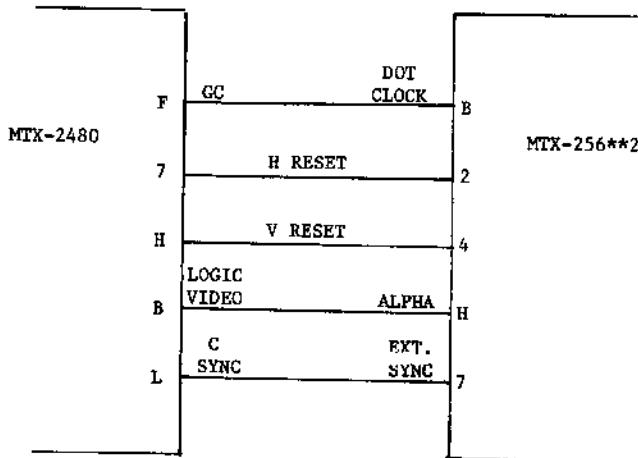 DOT
F GC CLOCK B
MTX-2480 MTX-256**2
7 H RESET 2
H V RESET 4
LOGIC
B VIDEO ALPHA H
C EXT.
L SYNC SYNC 7